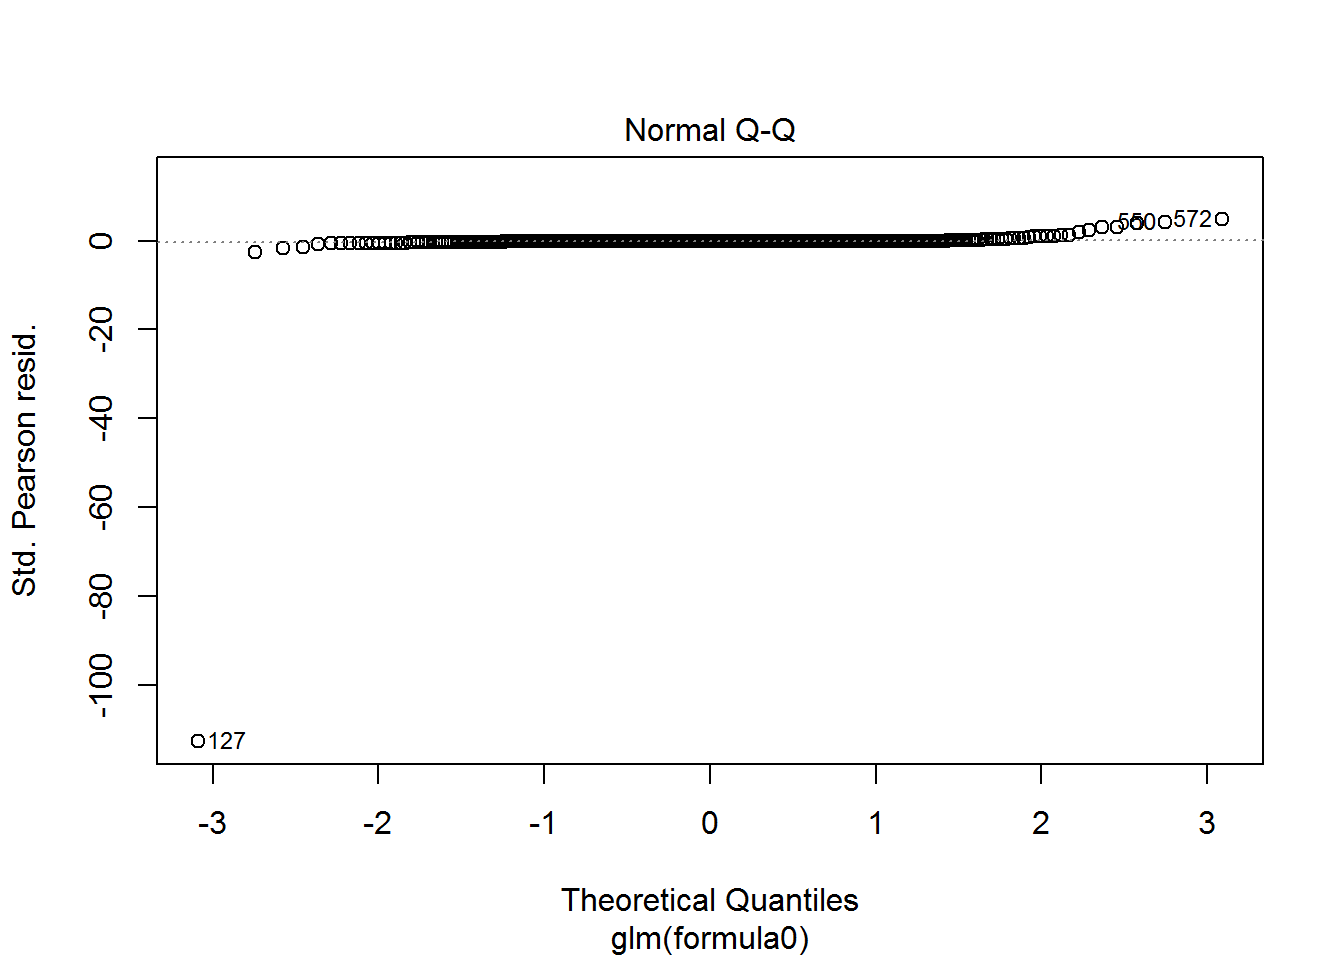 Normal Q-Q
Std. Pearson resid.
0
-20
-40
-60
-80
-100
550
572
127
-3 -2 -1 0 1 2 3
Theoretical Quantiles
glm(formula0)